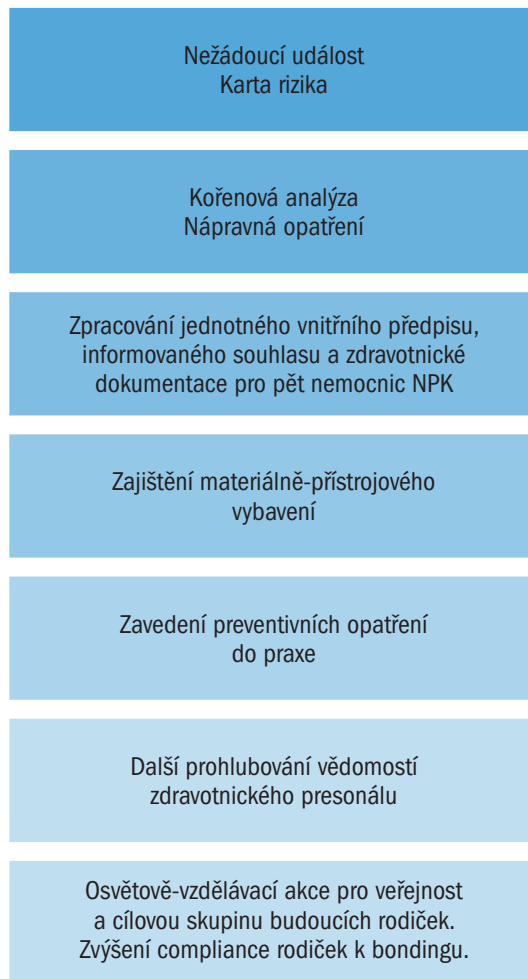 Nežádoucí událost
Karta rizika
Kořenová analýza
Nápravná opatření
Zpracování jednotného vnitřního předpisu,
informovaného souhlasu a zdravotnické
dokumentace pro pět nemocnic NPK
Zajištění materiálně-přístrojového
vybavení
Zavedení preventivních opatření
do praxe
Další prohlubování vědomostí
zdravotnického presonálu
Osvětově-vzdělávací akce pro veřejnost
a cílovou skupinu budoucích rodiček.
Zvýšení compliance rodiček k bondingu.